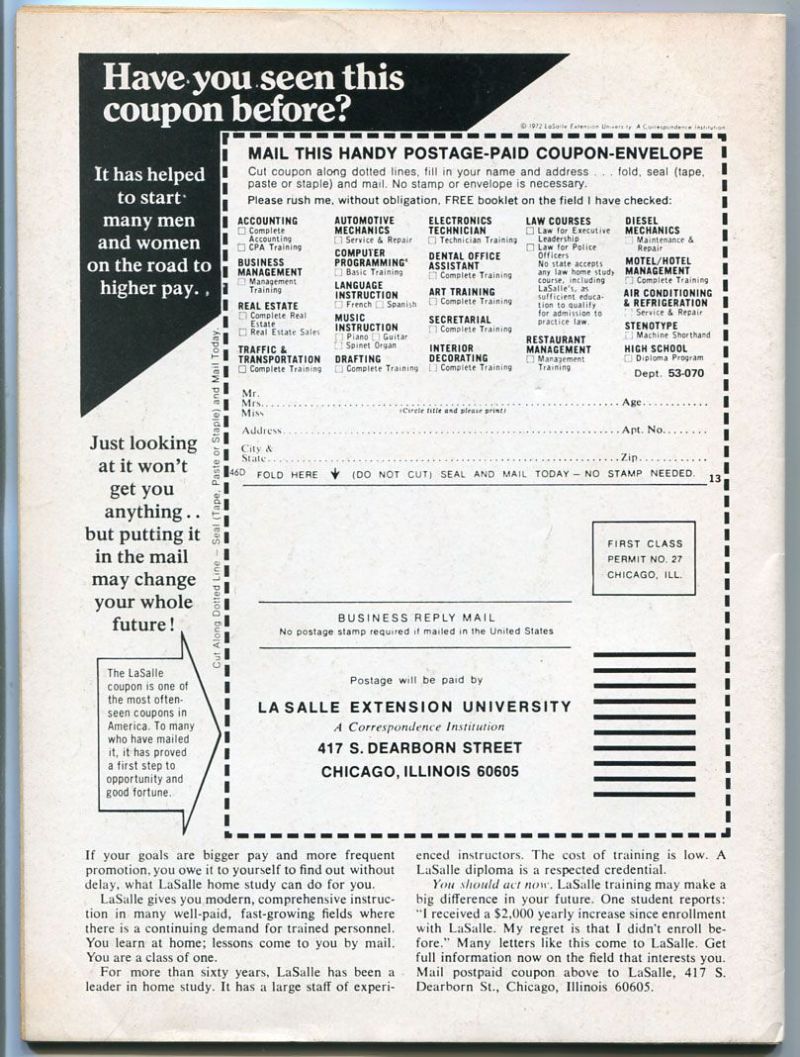 Have you seen this
coupon before?
© 1972 LaSalle Extension University A Correspondence Institution
It has helped
to start
many men
and women
on the road to
higher pay. .
MAIL THIS HANDY POSTAGE-PAID COUPON-ENVELOPE
Cut coupon along dotted lines, fill in your name and address . . . fold, seal (tape,
paste or staple) and mail. No stamp or envelope is necessary.
Please rush me, without obligation, FREE booklet on the field I have checked:
ACCOUNTING
☐ Complete
Accounting
☐ CPA Training
BUSINESS
MANAGEMENT
☐ Management
Training
REAL ESTATE
☐ Complete Real
Estate
☐ Real Estate Sales
TRAFFIC &
TRANSPORTATION
☐ Complete Training
AUTOMOTIVE
MECHANICS
☐ Service & Repair
COMPUTER
PROGRAMMING
☐ Basic Training
LANGUAGE
INSTRUCTION
☐ French ☐ Spanish
MUSIC
INSTRUCTION
☐ Piano ☐ Guitar
☐ Spinet Organ
DRAFTING
☐ Complete Training
ELECTRONICS
TECHNICIAN
☐ Technician Training
DENTAL OFFICE
ASSISTANT
☐ Complete Training
ART TRAINING
☐ Complete Training
SECRETARIAL
☐ Complete Training
INTERIOR
DECORATING
☐ Complete Training
LAW COURSES
☐ Law for Executive
Leadership
☐ Law for Police
Officers
No state accepts
any law home study
course, including
LaSalle's, as
sufficient educa-
tion to qualify
for admission to
practice law.
RESTAURANT
MANAGEMENT
☐ Management
Training
DIESEL
MECHANICS
☐ Maintenance &
Repair
MOTEL/HOTEL
MANAGEMENT
☐ Complete Training
AIR CONDITIONING
& REFRIGERATION
☐ Service & Repair
STENOTYPE
☐ Machine Shorthand
HIGH SCHOOL
☐ Diploma Program
Dept. 53-070
Mr.
Mrs. Age
Miss
(Circle title and please print)
Address Apt. No.
City &
State Zip
46D FOLD HERE ↓ (DO NOT CUT) SEAL AND MAIL TODAY – NO STAMP NEEDED. 13
Cut Along Dotted Line – Seal (Tape, Paste or Staple) and Mail Today.
Just looking
at it won't
get you
anything . .
but putting it
in the mail
may change
your whole
future!
The LaSalle
coupon is one of
the most often-
seen coupons in
America. To many
who have mailed
it, it has proved
a first step to
opportunity and
good fortune.
FIRST CLASS
PERMIT NO. 27
CHICAGO, ILL.
BUSINESS REPLY MAIL
No postage stamp required if mailed in the United States
Postage will be paid by
LA SALLE EXTENSION UNIVERSITY
A Correspondence Institution
417 S. DEARBORN STREET
CHICAGO, ILLINOIS 60605
If your goals are bigger pay and more frequent
promotion, you owe it to yourself to find out without
delay, what LaSalle home study can do for you.
LaSalle gives you modern, comprehensive instruc-
tion in many well-paid, fast-growing fields where
there is a continuing demand for trained personnel.
You learn at home; lessons come to you by mail.
You are a class of one.
For more than sixty years, LaSalle has been a
leader in home study. It has a large staff of experi-
enced instructors. The cost of training is low. A
LaSalle diploma is a respected credential.
You should act now. LaSalle training may make a
big difference in your future. One student reports:
"I received a $2,000 yearly increase since enrollment
with LaSalle. My regret is that I didn't enroll be-
fore." Many letters like this come to LaSalle. Get
full information now on the field that interests you.
Mail postpaid coupon above to LaSalle, 417 S.
Dearborn St., Chicago, Illinois 60605.